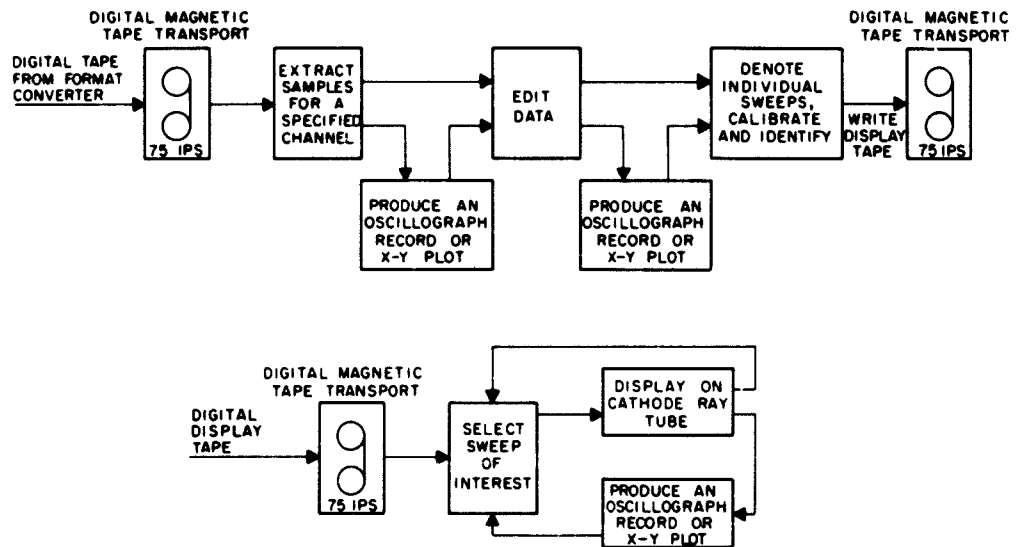 DIGITAL MAGNETIC
TAPE TRANSPORT
DIGITAL TAPE
FROM FORMAT
CONVERTER
75 IPS
EXTRACT
SAMPLES
FOR A
SPECIFIED
CHANNEL
PRODUCE AN
OSCILLOGRAPH
RECORD OR
X-Y PLOT
EDIT
DATA
PRODUCE AN
OSCILLOGRAPH
RECORD OR
X-Y PLOT
DENOTE
INDIVIDUAL
SWEEPS,
CALIBRATE
AND IDENTIFY
WRITE
DISPLAY
TAPE
DIGITAL MAGNETIC
TAPE TRANSPORT
75 IPS
DIGITAL MAGNETIC
TAPE TRANSPORT
DIGITAL
DISPLAY
TAPE
75 IPS
SELECT
SWEEP
OF
INTEREST
DISPLAY ON
CATHODE RAY
TUBE
PRODUCE AN
OSCILLOGRAPH
RECORD OR
X-Y PLOT